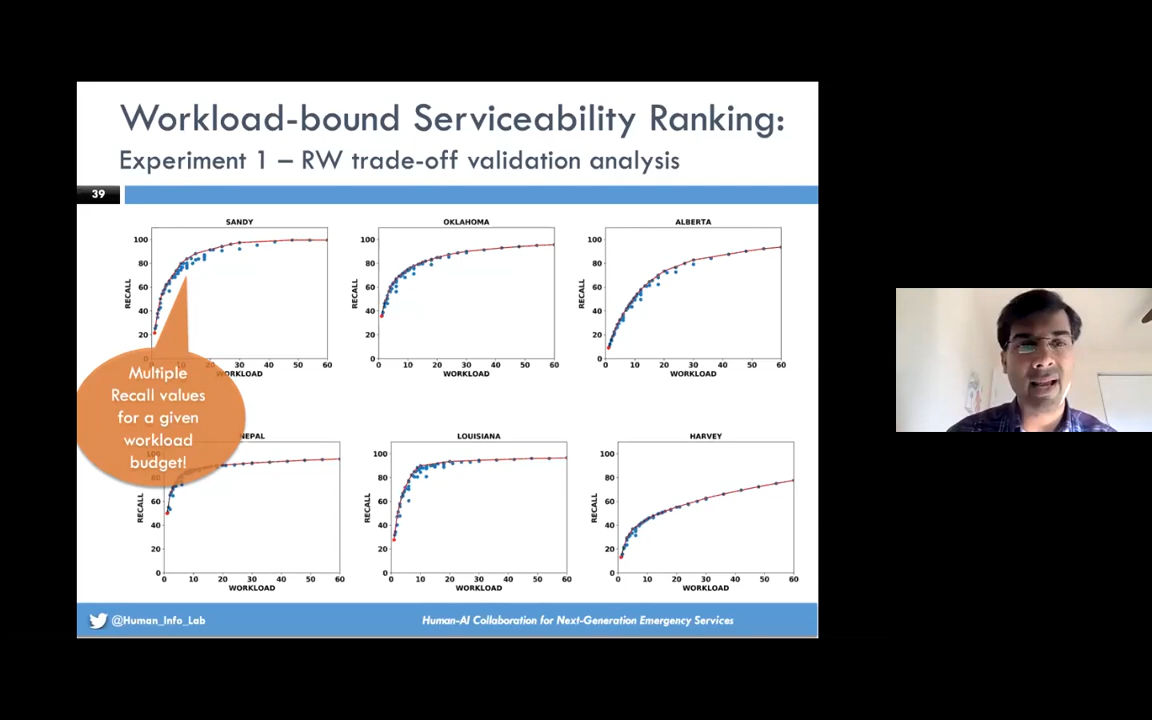 Workload-bound Serviceability Ranking:
Experiment 1 – RW trade-off validation analysis
39
SANDY
OKLAHOMA
ALBERTA
100
80
60
40
20
0
RECALL
10 20 30 40 50 60
WORKLOAD
100
80
60
40
20
0
RECALL
0 10 20 30 40 50 60
WORKLOAD
100
80
60
40
20
0
RECALL
0 10 20 30 40 50 60
WORKLOAD
Multiple
Recall values
for a given
workload
budget!
NEPAL
LOUISIANA
HARVEY
100
80
60
40
20
0
RECALL
0 10 20 30 40 50 60
WORKLOAD
100
80
60
40
20
0
RECALL
0 10 20 30 40 50 60
WORKLOAD
100
80
60
40
20
0
RECALL
0 10 20 30 40 50 60
WORKLOAD
@Human_Info_Lab
Human-AI Collaboration for Next-Generation Emergency Services